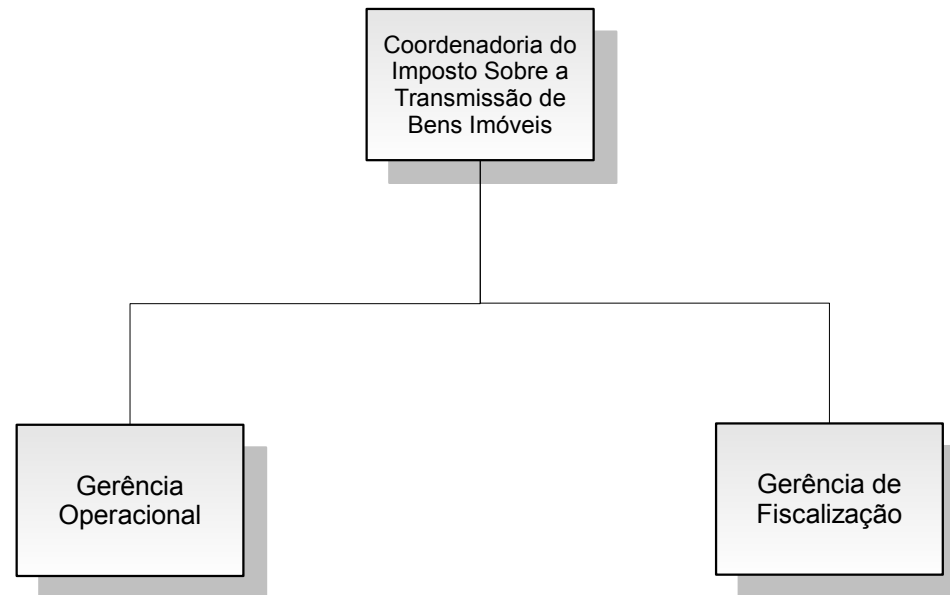 Coordenadoria do
Imposto Sobre a
Transmissão de
Bens Imóveis
Gerência
Operacional
Gerência de
Fiscalização